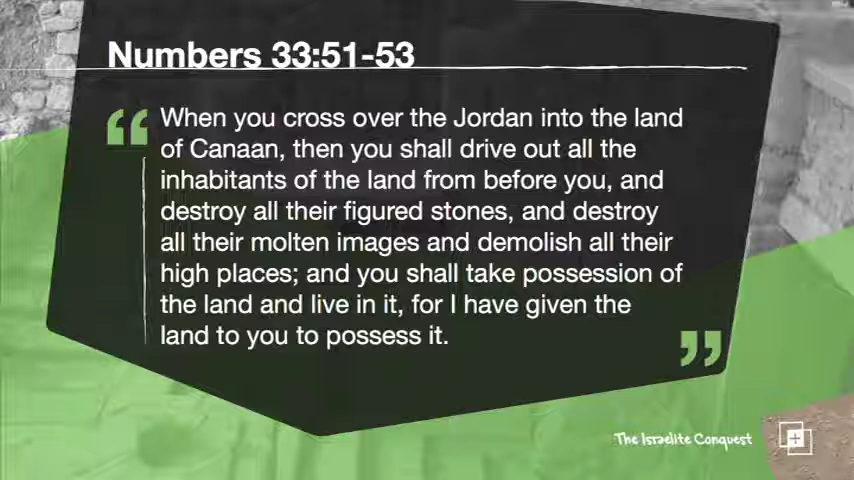 Numbers 33:51-53
“ When you cross over the Jordan into the land
of Canaan, then you shall drive out all the
inhabitants of the land from before you, and
destroy all their figured stones, and destroy
all their molten images and demolish all their
high places; and you shall take possession of
the land and live in it, for I have given the
land to you to possess it. ”
The Israelite Conquest